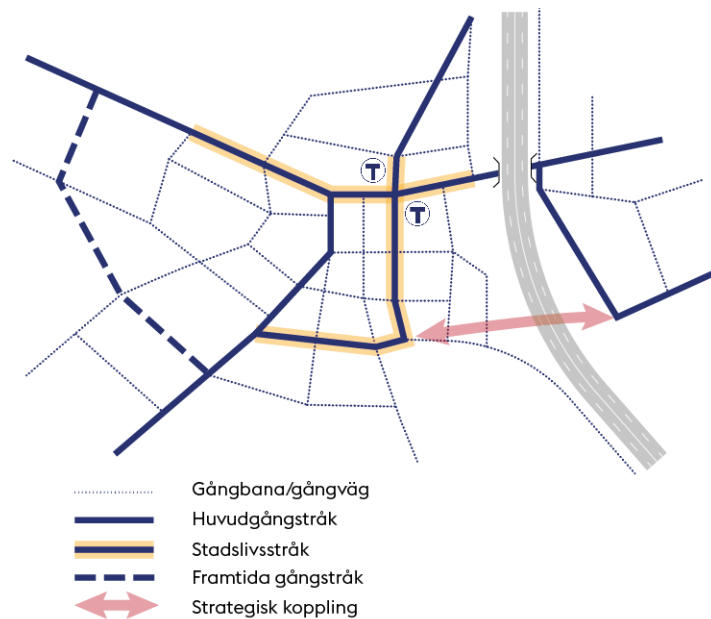 T
T
Gångbana/gångväg
Huvudgångstråk
Stadslivsstråk
Framtida gångstråk
Strategisk koppling